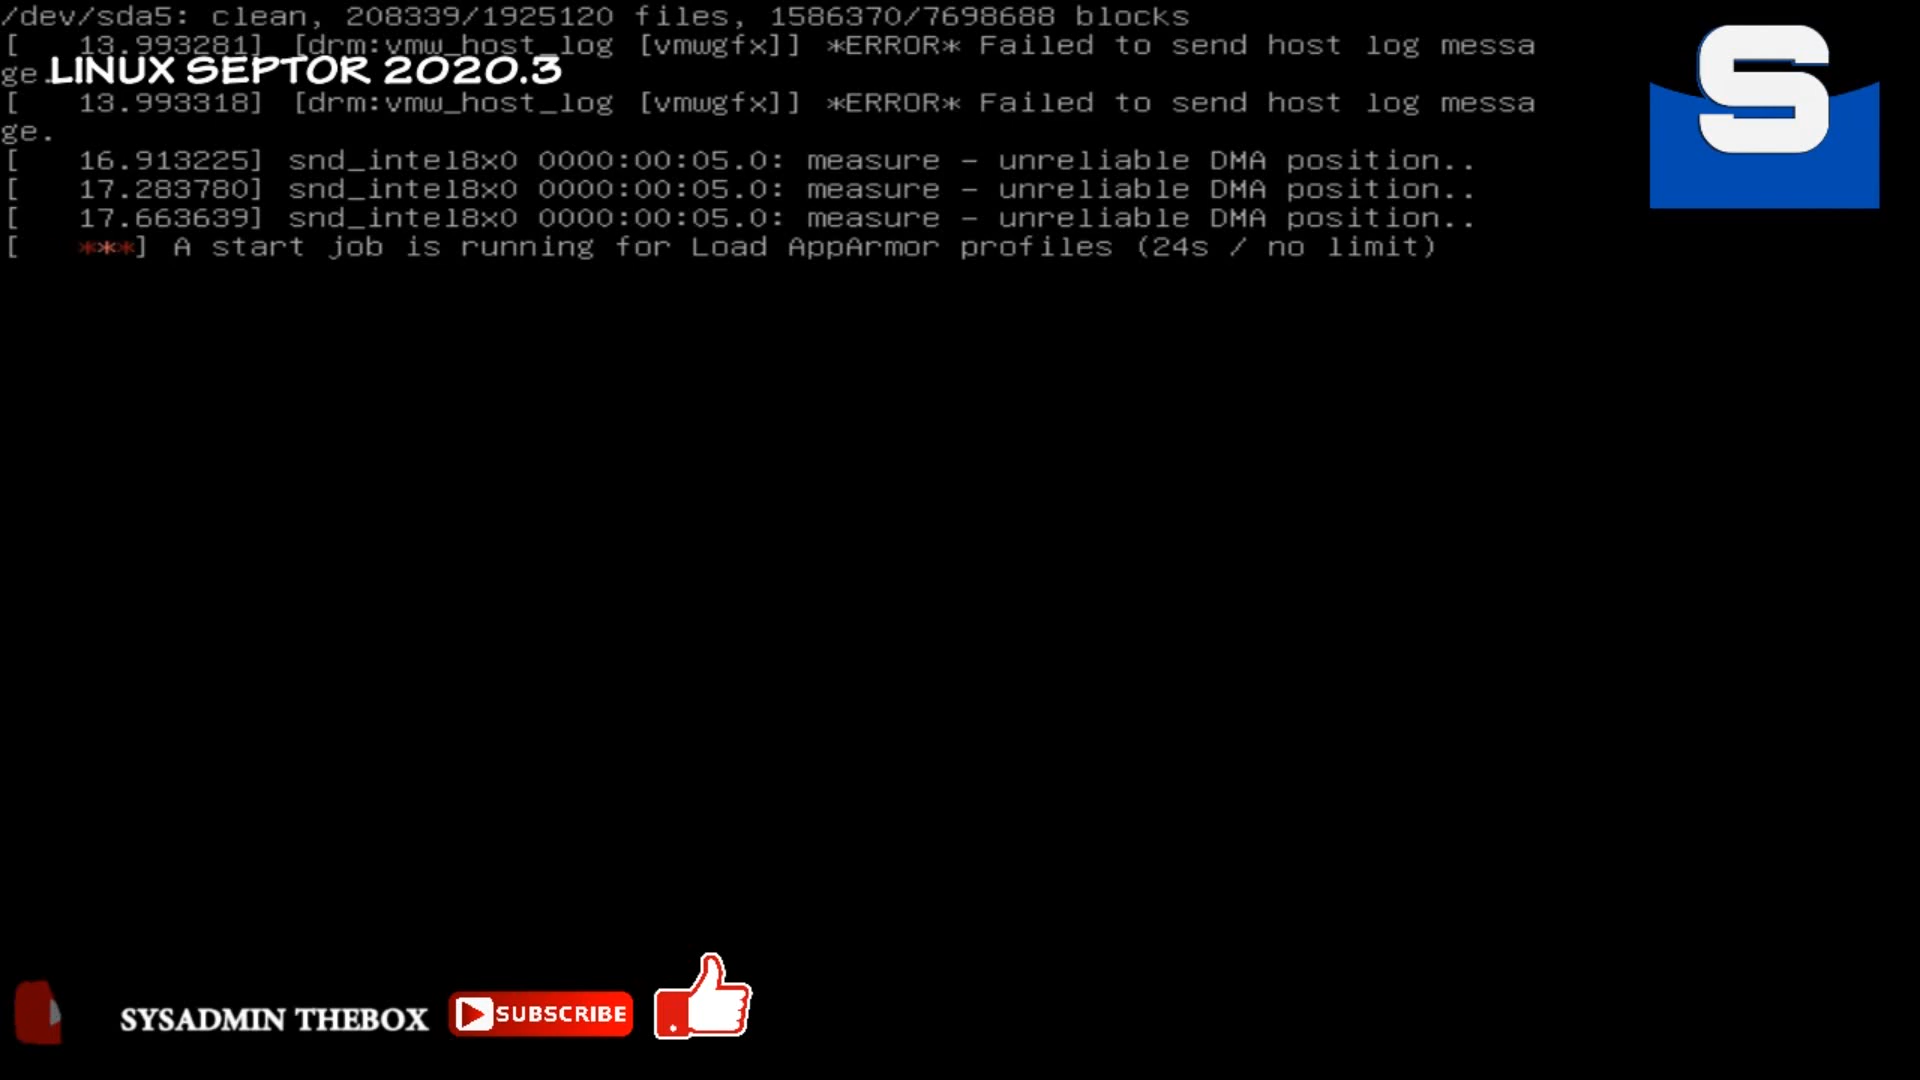 /dev/sda5: clean, 208339/1925120 files, 1586370/7698688 blocks
[    13.993281] [drm:vmw_host_log [vmwgfx]] *ERROR* Failed to send host log messa
ge.
LINUX SEPTOR 2020.3
[    13.993318] [drm:vmw_host_log [vmwgfx]] *ERROR* Failed to send host log messa
ge.
[    16.913225] snd_intel8x0 0000:00:05.0: measure - unreliable DMA position..
[    17.283780] snd_intel8x0 0000:00:05.0: measure - unreliable DMA position..
[    17.663639] snd_intel8x0 0000:00:05.0: measure - unreliable DMA position..
[    ***] A start job is running for Load AppArmor profiles (24s / no limit)
S
SYSADMIN THEBOX
SUBSCRIBE